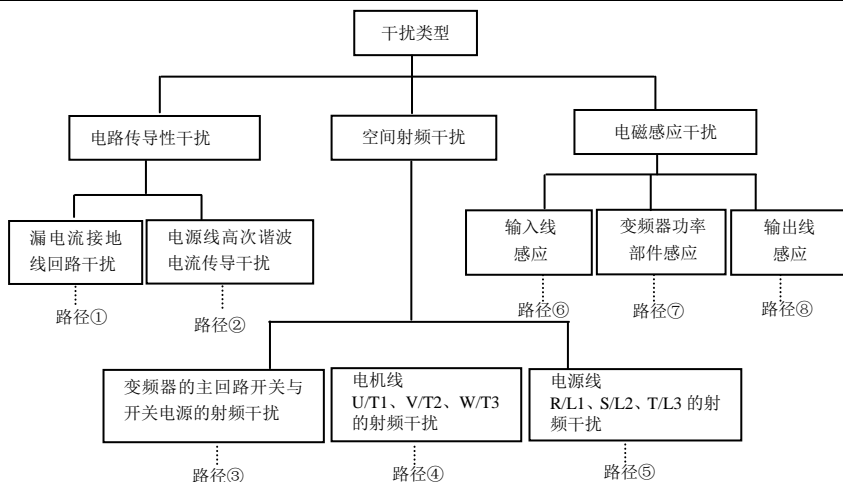 干扰类型
电路传导性干扰
空间射频干扰
电磁感应干扰
漏电流接地
线回路干扰
电源线高次谐波
电流传导干扰
输入线
感应
变频器功率
部件感应
输出线
感应
路径①
路径②
路径⑥
路径⑦
路径⑧
变频器的主回路开关与
开关电源的射频干扰
电机线
U/T1、V/T2、W/T3
的射频干扰
电源线
R/L1、S/L2、T/L3 的射
频干扰
路径③
路径④
路径⑤